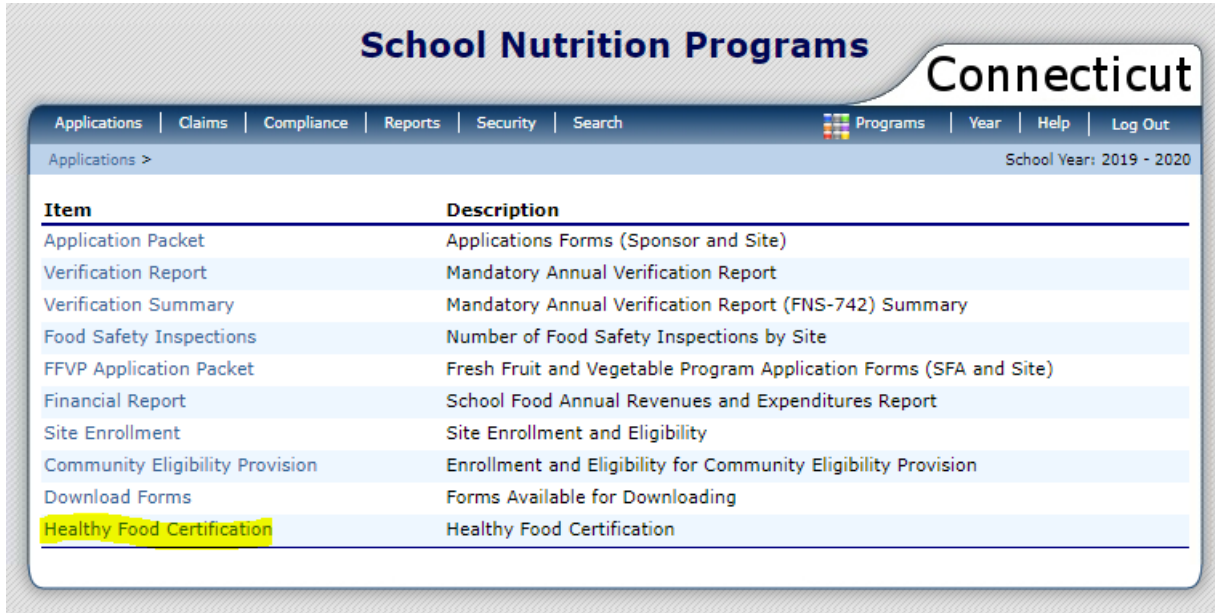 School Nutrition Programs
Connecticut
Applications | Claims | Compliance | Reports | Security | Search Programs | Year | Help | Log Out
Applications > School Year: 2019 - 2020
Item Description
Application Packet Applications Forms (Sponsor and Site)
Verification Report Mandatory Annual Verification Report
Verification Summary Mandatory Annual Verification Report (FNS-742) Summary
Food Safety Inspections Number of Food Safety Inspections by Site
FFVP Application Packet Fresh Fruit and Vegetable Program Application Forms (SFA and Site)
Financial Report School Food Annual Revenues and Expenditures Report
Site Enrollment Site Enrollment and Eligibility
Community Eligibility Provision Enrollment and Eligibility for Community Eligibility Provision
Download Forms Forms Available for Downloading
Healthy Food Certification Healthy Food Certification